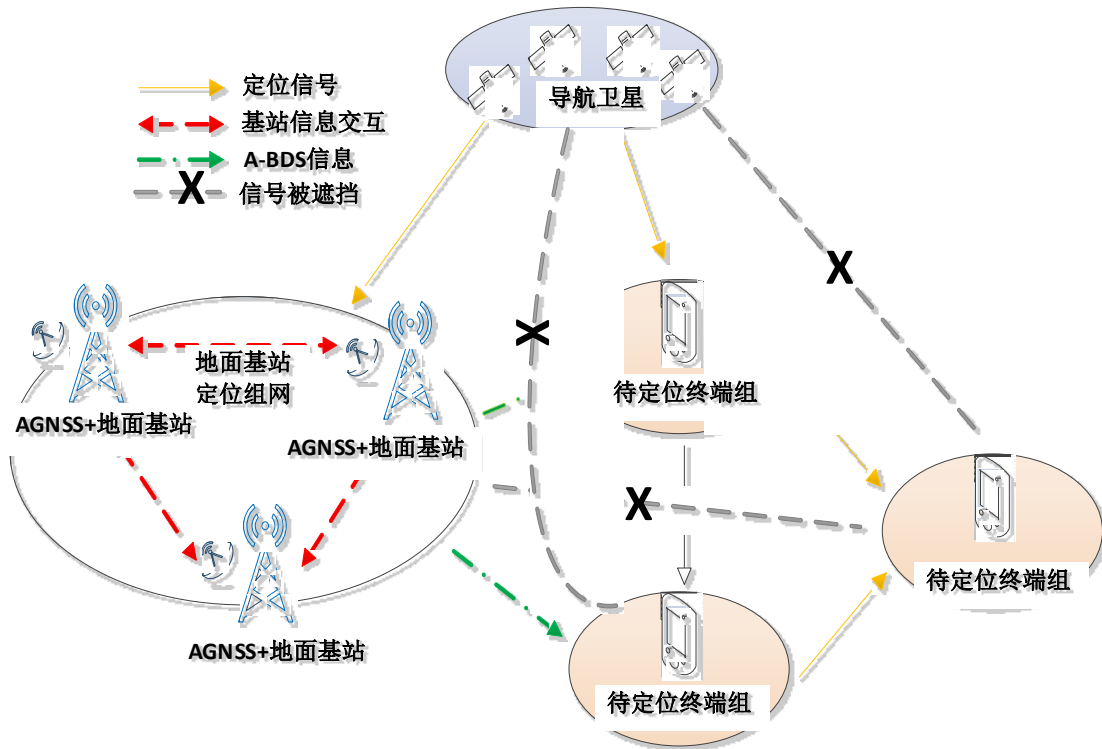 导航卫星
定位信号
基站信息交互
A-BDS信息
X
信号被遮挡
X
X
地面基站
定位组网
待定位终端组
AGNSS+地面基站
AGNSS+地面基站
X
待定位终端组
AGNSS+地面基站
待定位终端组